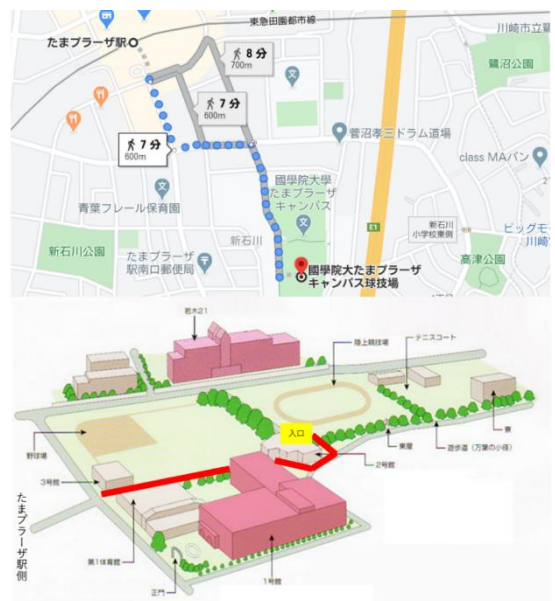 東急田園都市線
川崎市立鷺
たまプラーザ駅
8 分
700m
鷺沼公園
7 分
600m
菅沼孝三ドラム道場
7 分
600m
class MAパン
國學院大學
たまプラーザ
キャンパス
青葉フレール保育園
E1
新石川
小学校東側
ビッグモ
川崎
新石川
新石川公園
たまプラーザ
駅南口郵便局
國學院大たまプラーザ
キャンパス球技場
高津公園
若木21
陸上競技場
テニスコート
入口
寮
野球場
東屋
遊歩道（万葉の小径）
2号館
3号館
たまプラーザ駅側
第1体育館
正門
1号館